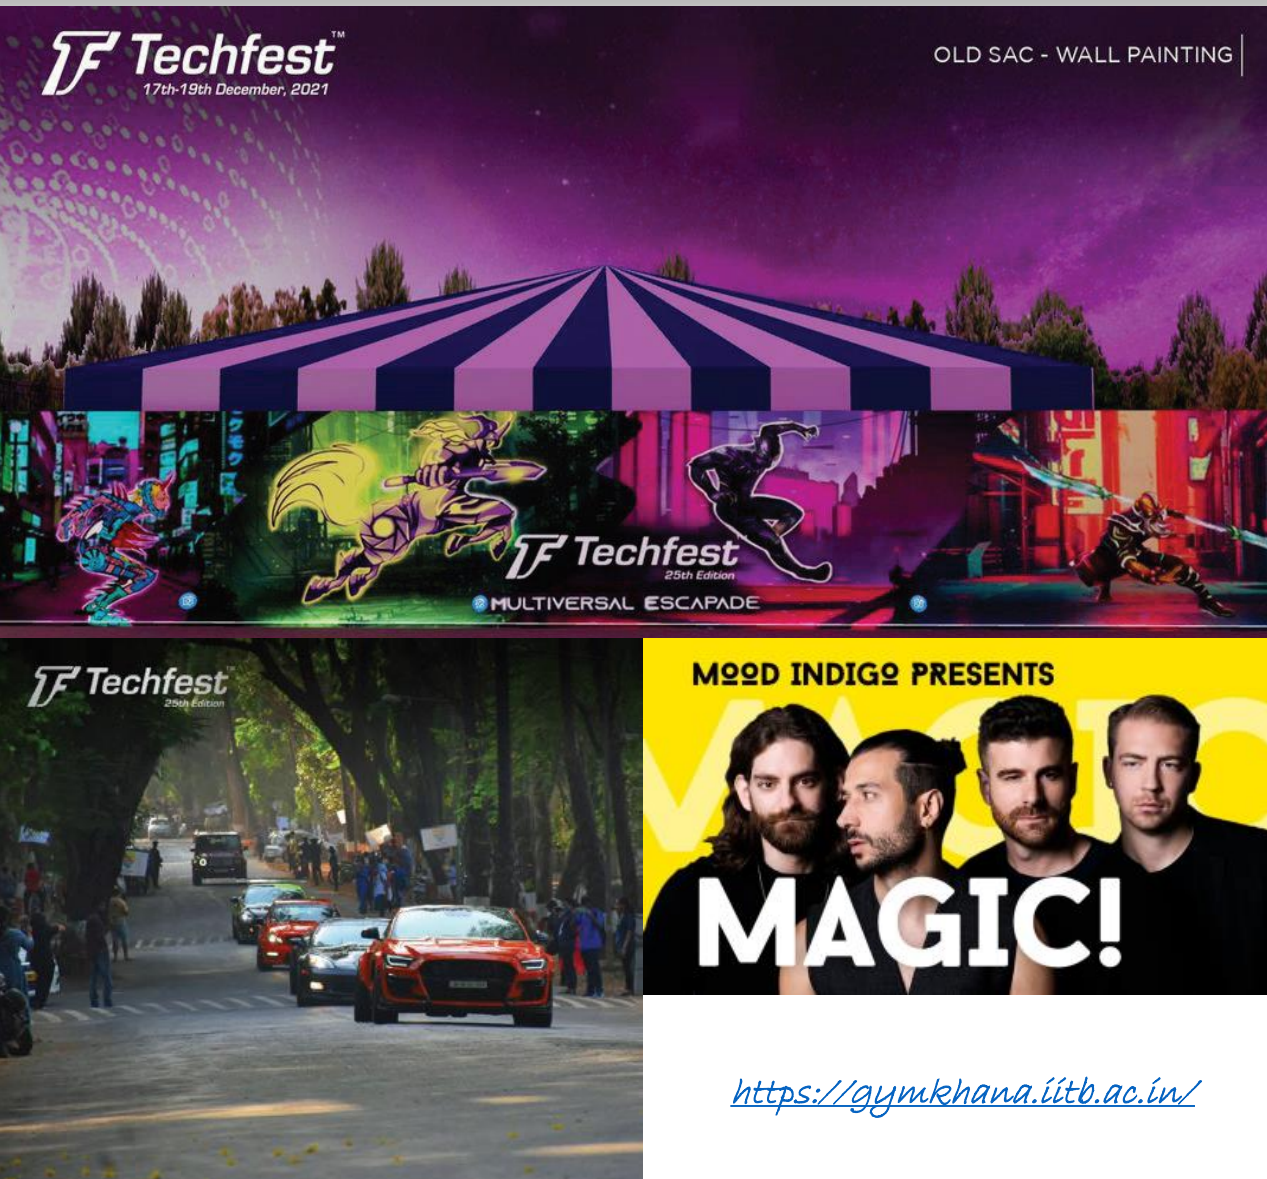 Techfest™
17th-19th December, 2021
OLD SAC - WALL PAINTING
Techfest
25th Edition
MULTIVERSAL ESCAPADE
Techfest™
25th Edition
MOOD INDIGO PRESENTS
MAGIC
MAGIC!
https://gymkhana.iitb.ac.in/